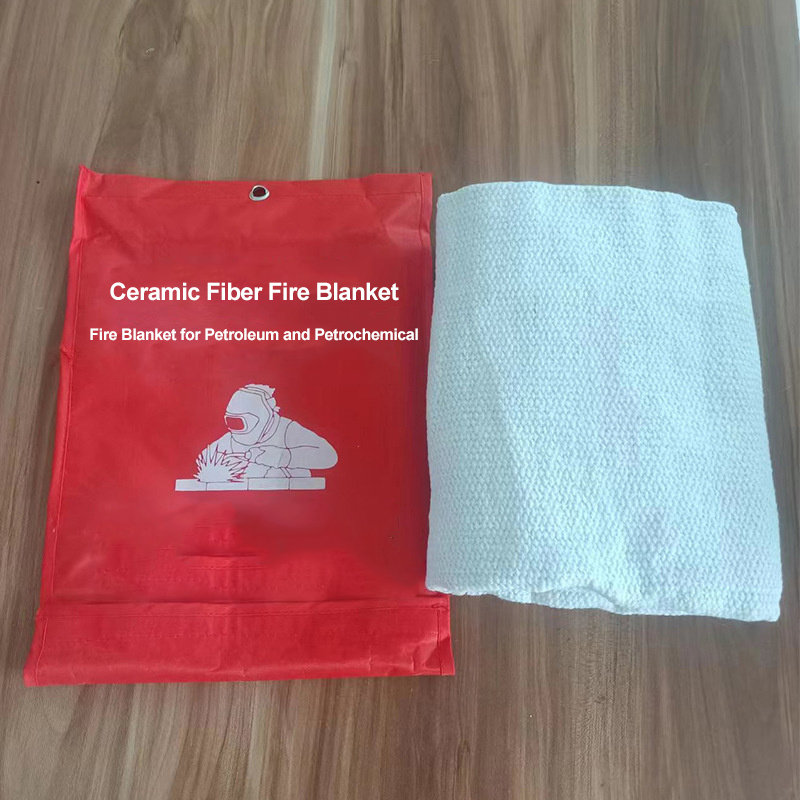 Ceramic Fiber Fire Blanket
Fire Blanket for Petroleum and Petrochemical